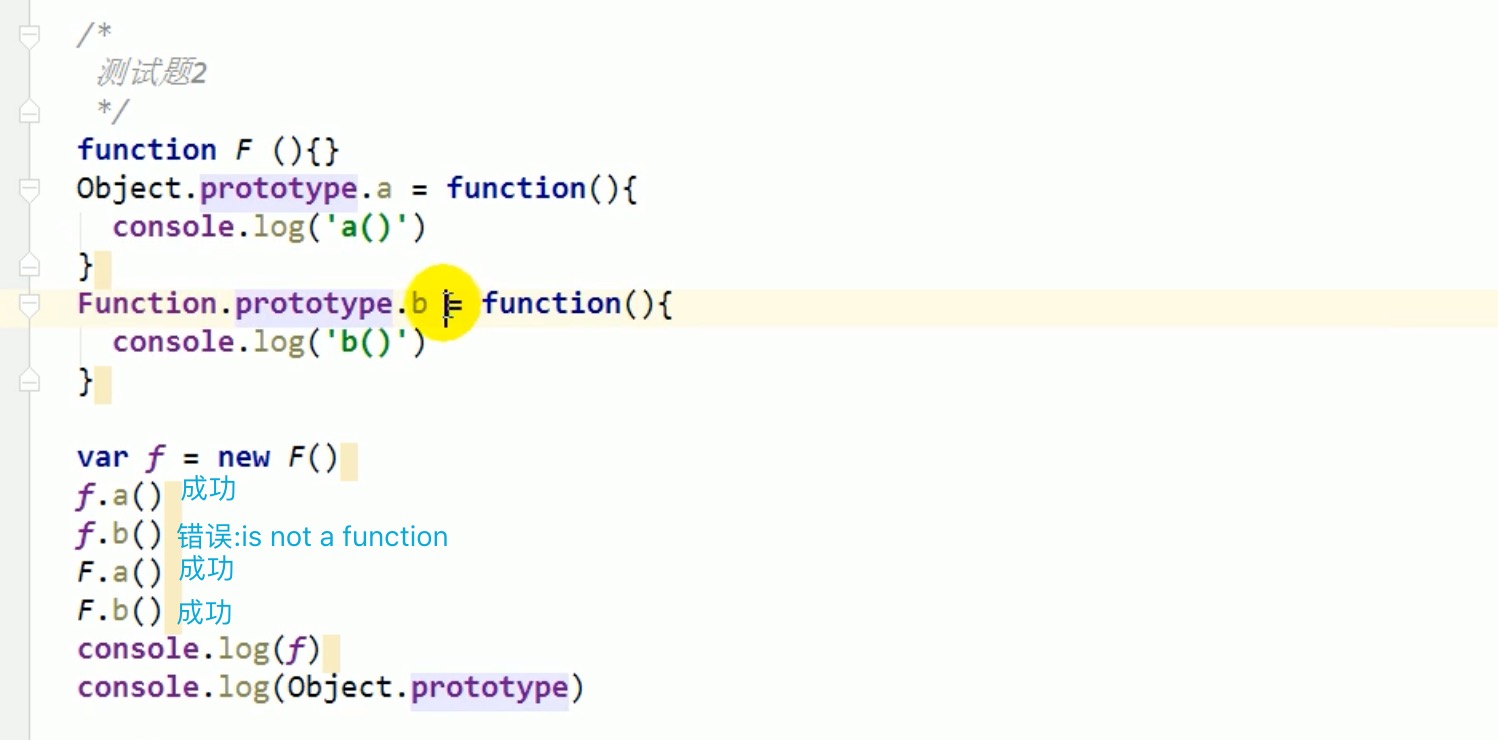 /*
测试题2
*/
function F (){}
Object.prototype.a = function(){
console.log('a()')
}
Function.prototype.b = function(){
console.log('b()')
}
var f = new F()
f.a() 成功
f.b() 错误:is not a function
F.a() 成功
F.b() 成功
console.log(f)
console.log(Object.prototype)